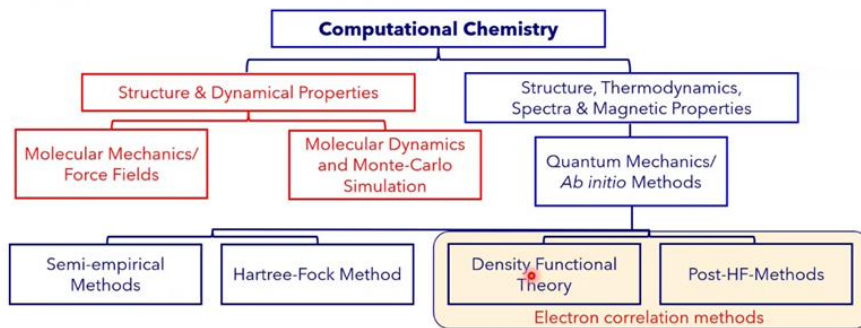 Computational Chemistry
Structure & Dynamical Properties
Structure, Thermodynamics,
Spectra & Magnetic Properties
Molecular Mechanics/
Force Fields
Molecular Dynamics
and Monte-Carlo
Simulation
Quantum Mechanics/
Ab initio Methods
Semi-empirical
Methods
Hartree-Fock Method
Density Functional
Theory
Post-HF-Methods
Electron correlation methods